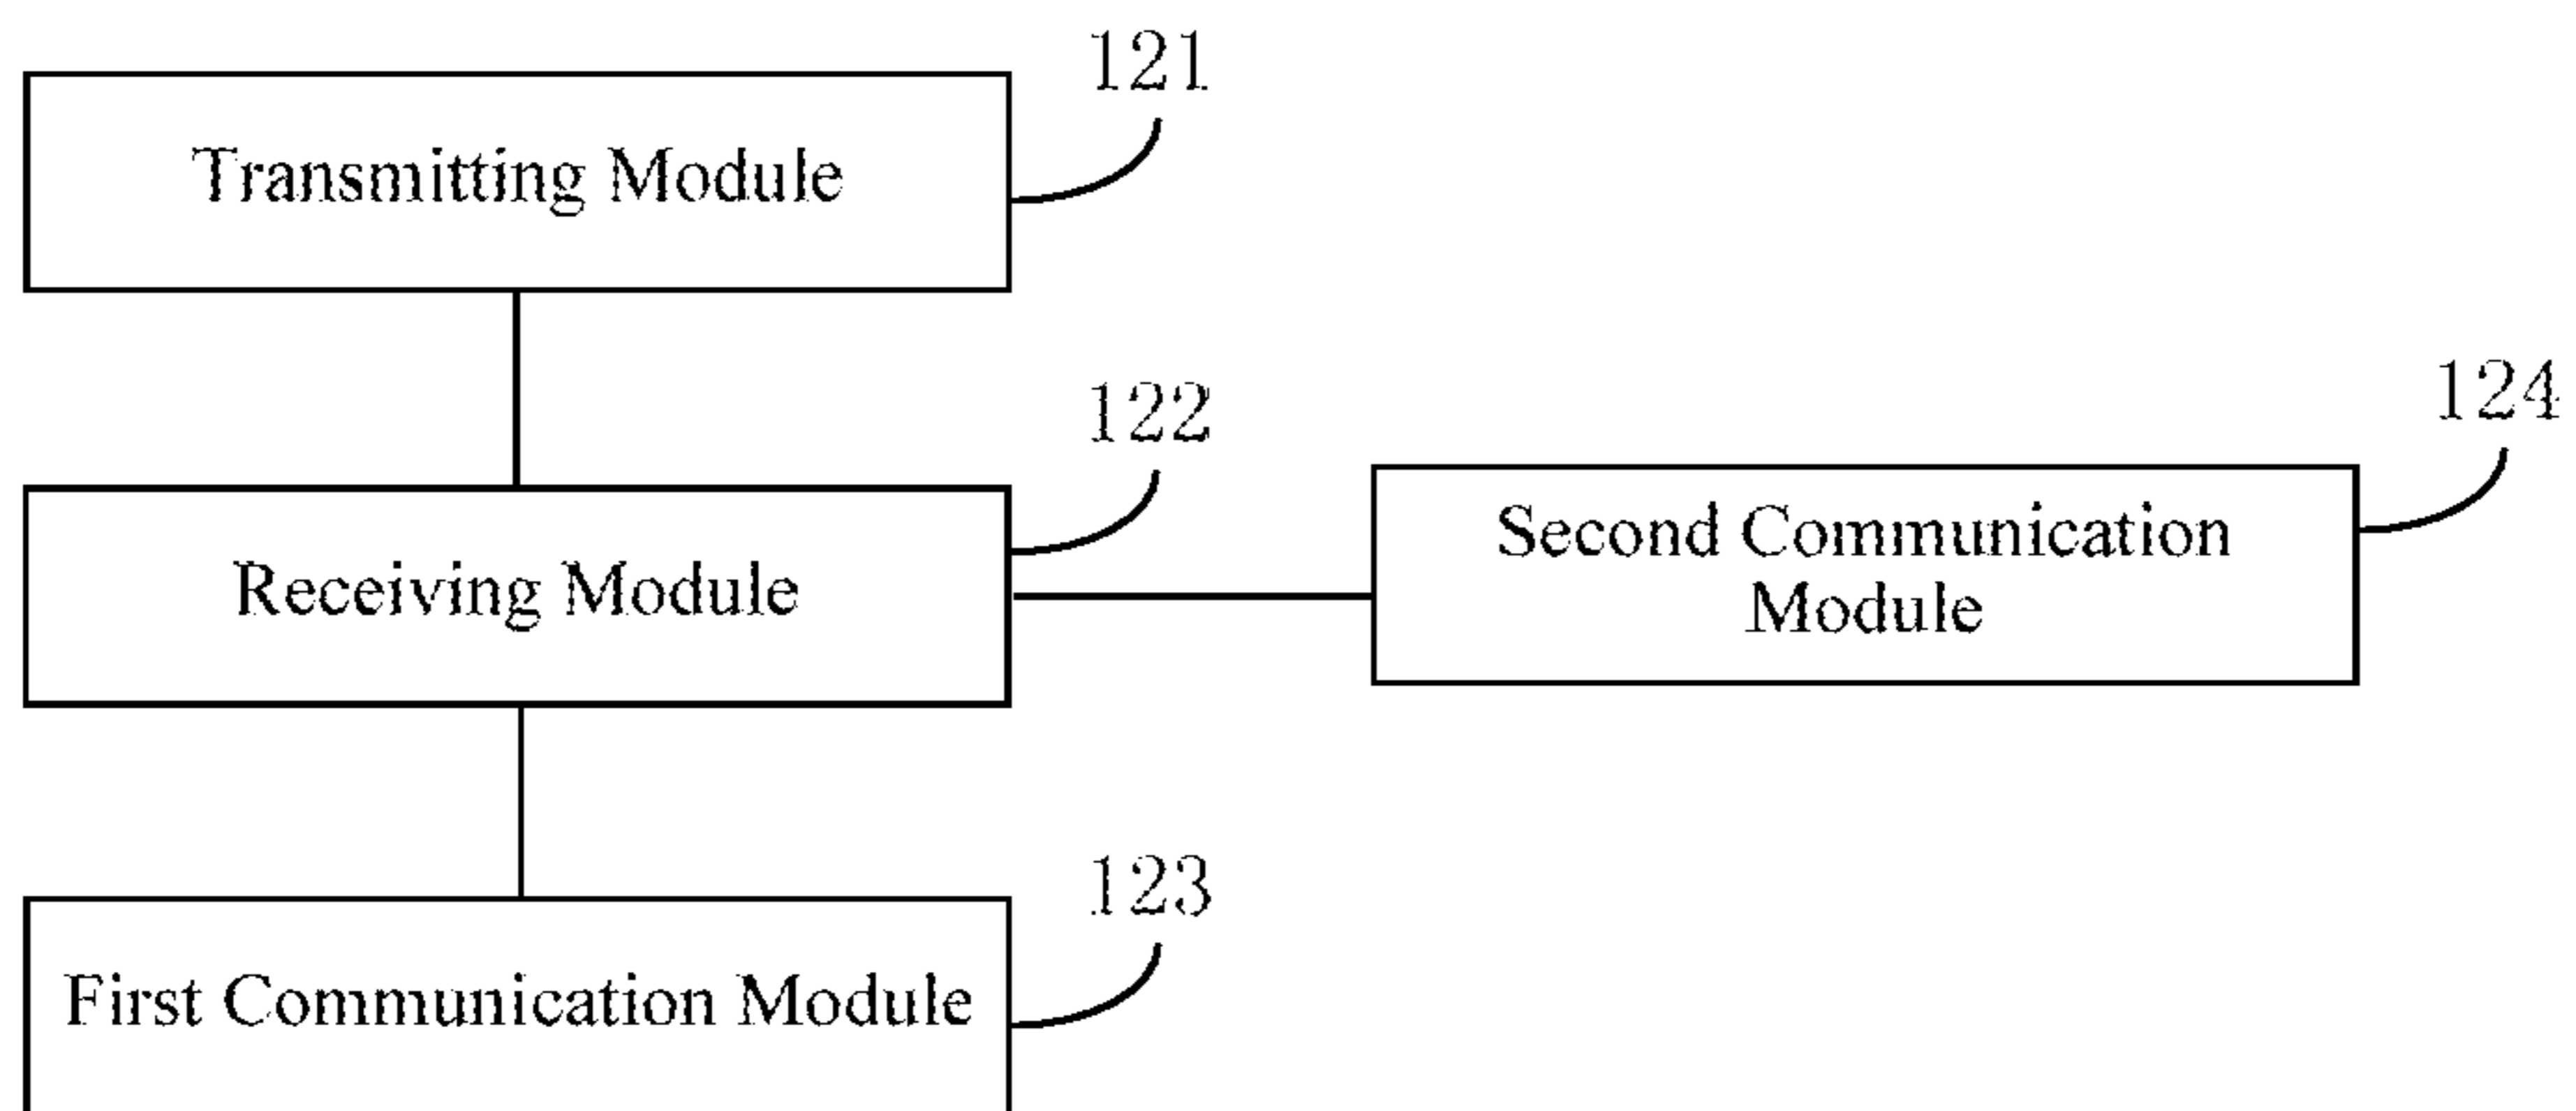 121
Transmitting Module
122
Receiving Module
124
Second Communication
Module
123
First Communication Module